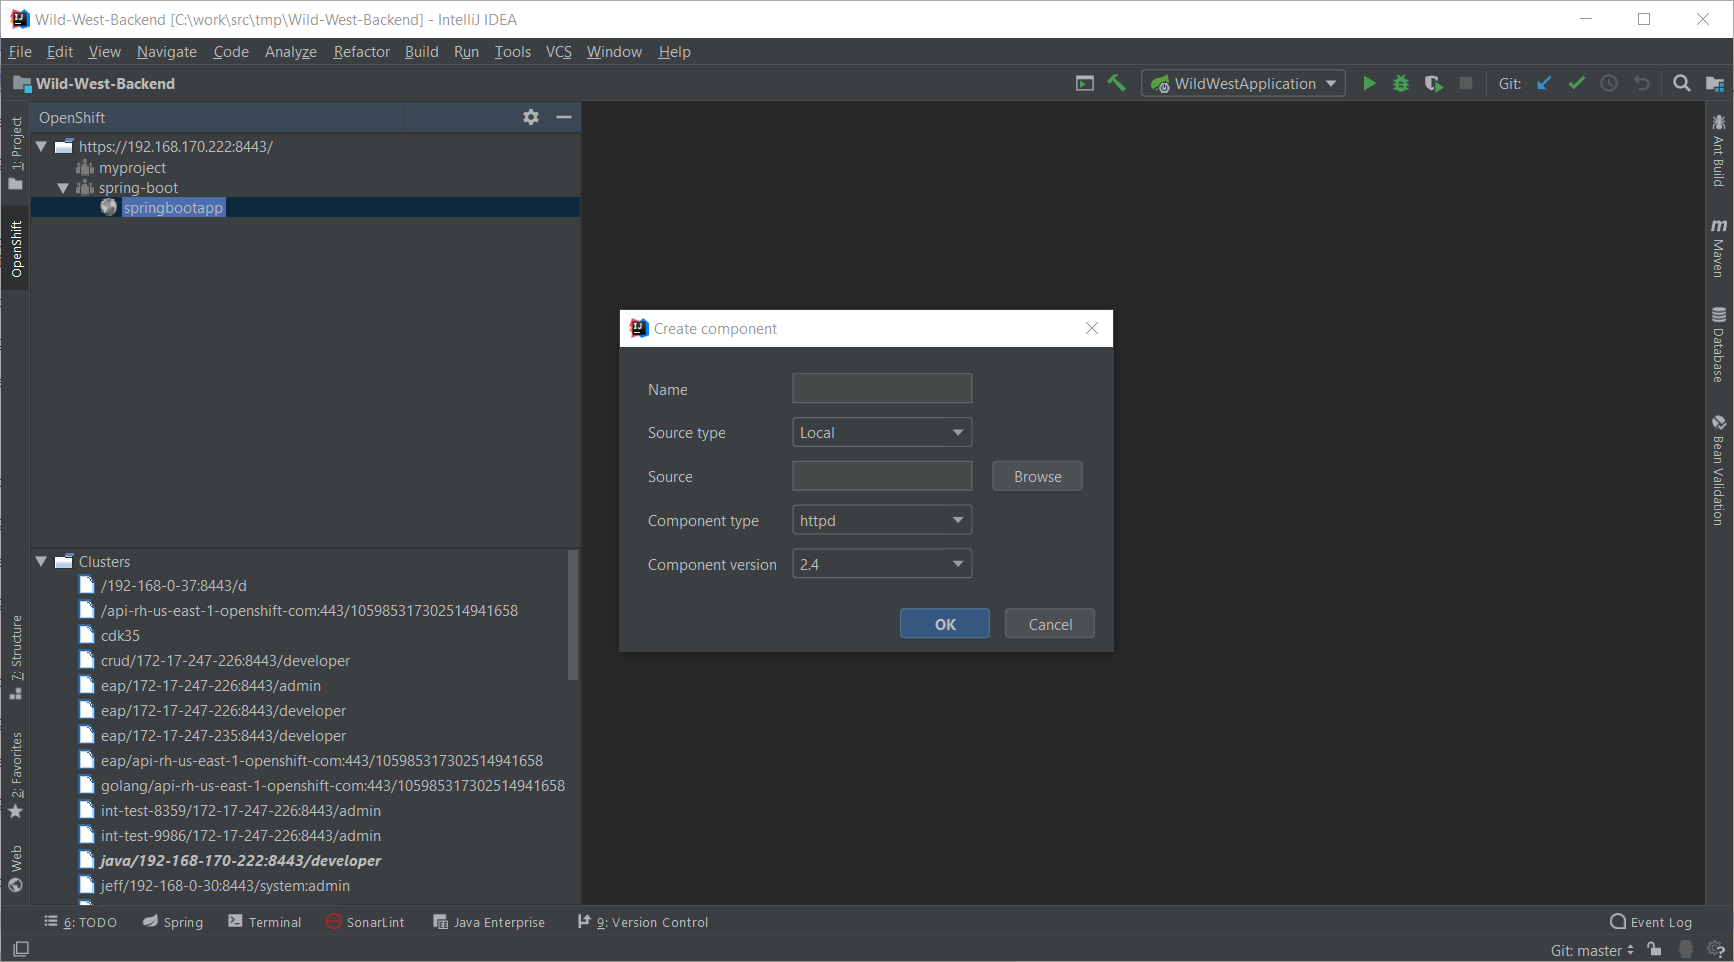 Wild-West-Backend [C:\work\src\tmp\Wild-West-Backend] - IntelliJ IDEA
File Edit View Navigate Code Analyze Refactor Build Run Tools VCS Window Help
Wild-West-Backend
WildWestApplication
Git:
OpenShift
https://192.168.170.222:8443/
myproject
spring-boot
springbootapp
1: Project
OpenShift
7: Structure
2: Favorites
Web
Clusters
/192-168-0-37:8443/d
/api-rh-us-east-1-openshift-com:443/105985317302514941658
cdk35
crud/172-17-247-226:8443/developer
eap/172-17-247-226:8443/admin
eap/172-17-247-226:8443/developer
eap/172-17-247-235:8443/developer
eap/api-rh-us-east-1-openshift-com:443/105985317302514941658
golang/api-rh-us-east-1-openshift-com:443/105985317302514941658
int-test-8359/172-17-247-226:8443/admin
int-test-9986/172-17-247-226:8443/admin
java/192-168-170-222:8443/developer
jeff/192-168-0-30:8443/system:admin
Create component
Name
Source type Local
Source Browse
Component type httpd
Component version 2.4
OK Cancel
Ant Build
Maven
Database
Bean Validation
6: TODO Spring Terminal SonarLint Java Enterprise 9: Version Control Event Log
Git: master